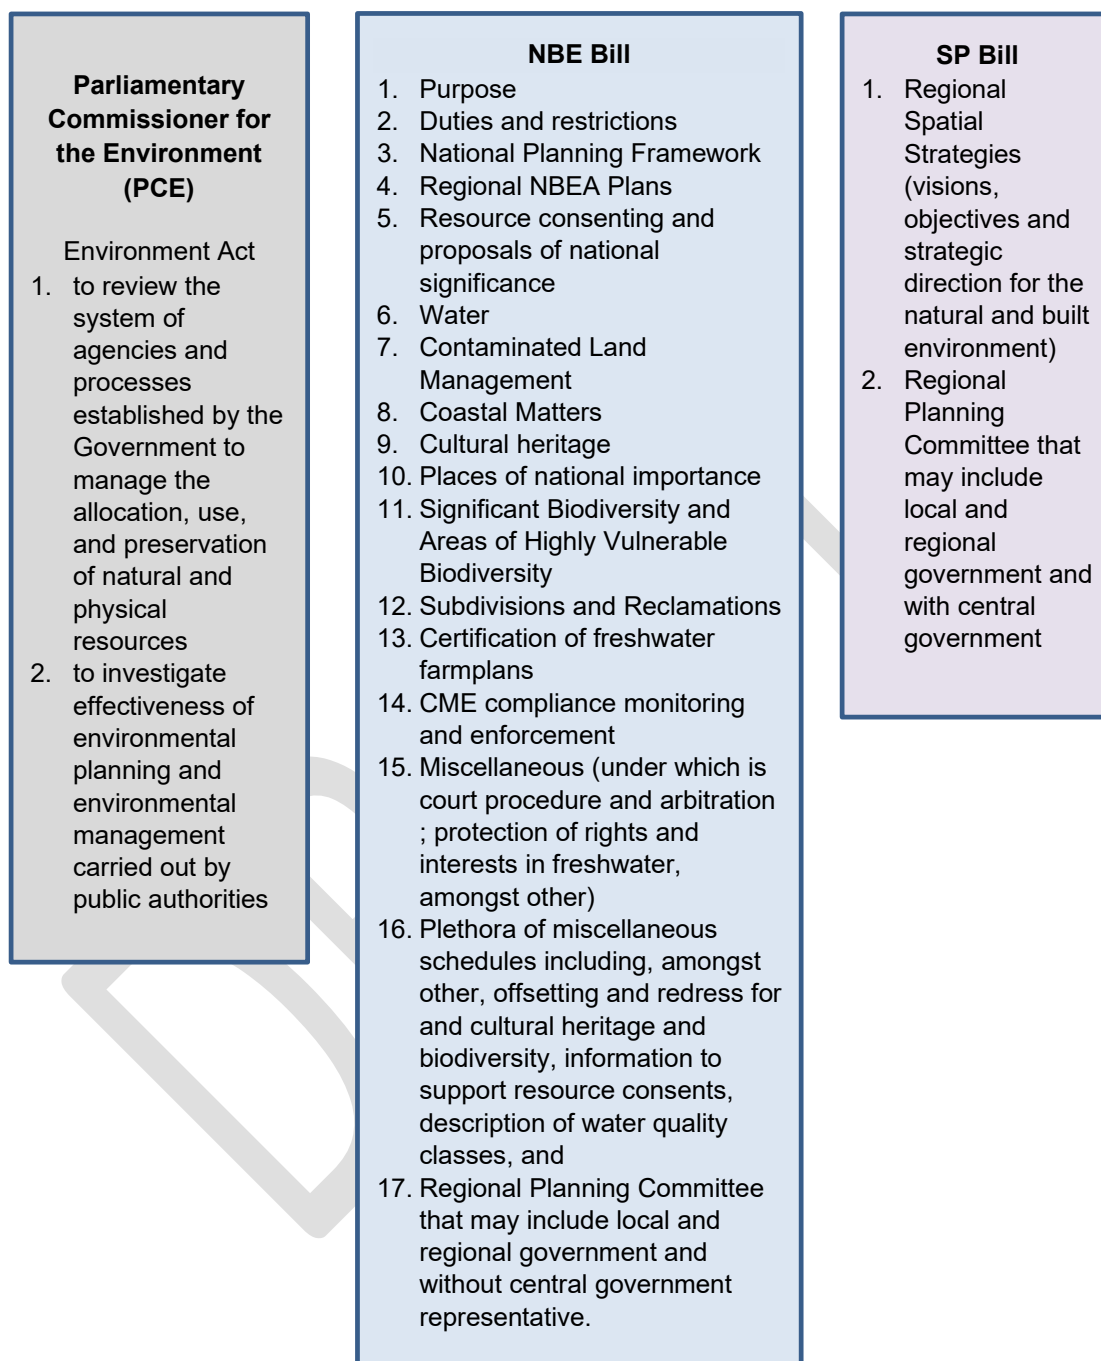 Parliamentary
Commissioner for
the Environment
(PCE)
Environment Act
1. to review the
system of
agencies and
processes
established by the
Government to
manage the
allocation, use,
and preservation
of natural and
physical
resources
2. to investigate
effectiveness of
environmental
planning and
environmental
management
carried out by
public authorities
NBE Bill
1. Purpose
2. Duties and restrictions
3. National Planning Framework
4. Regional NBEA Plans
5. Resource consenting and
proposals of national
significance
6. Water
7. Contaminated Land
Management
8. Coastal Matters
9. Cultural heritage
10. Places of national importance
11. Significant Biodiversity and
Areas of Highly Vulnerable
Biodiversity
12. Subdivisions and Reclamations
13. Certification of freshwater
farmplans
14. CME compliance monitoring
and enforcement
15. Miscellaneous (under which is
court procedure and arbitration
; protection of rights and
interests in freshwater,
amongst other)
16. Plethora of miscellaneous
schedules including, amongst
other, offsetting and redress for
and cultural heritage and
biodiversity, information to
support resource consents,
description of water quality
classes, and
17. Regional Planning Committee
that may include local and
regional government and
without central government
representative.
SP Bill
1. Regional
Spatial
Strategies
(visions,
objectives and
strategic
direction for the
natural and built
environment)
2. Regional
Planning
Committee that
may include
local and
regional
government and
with central
government